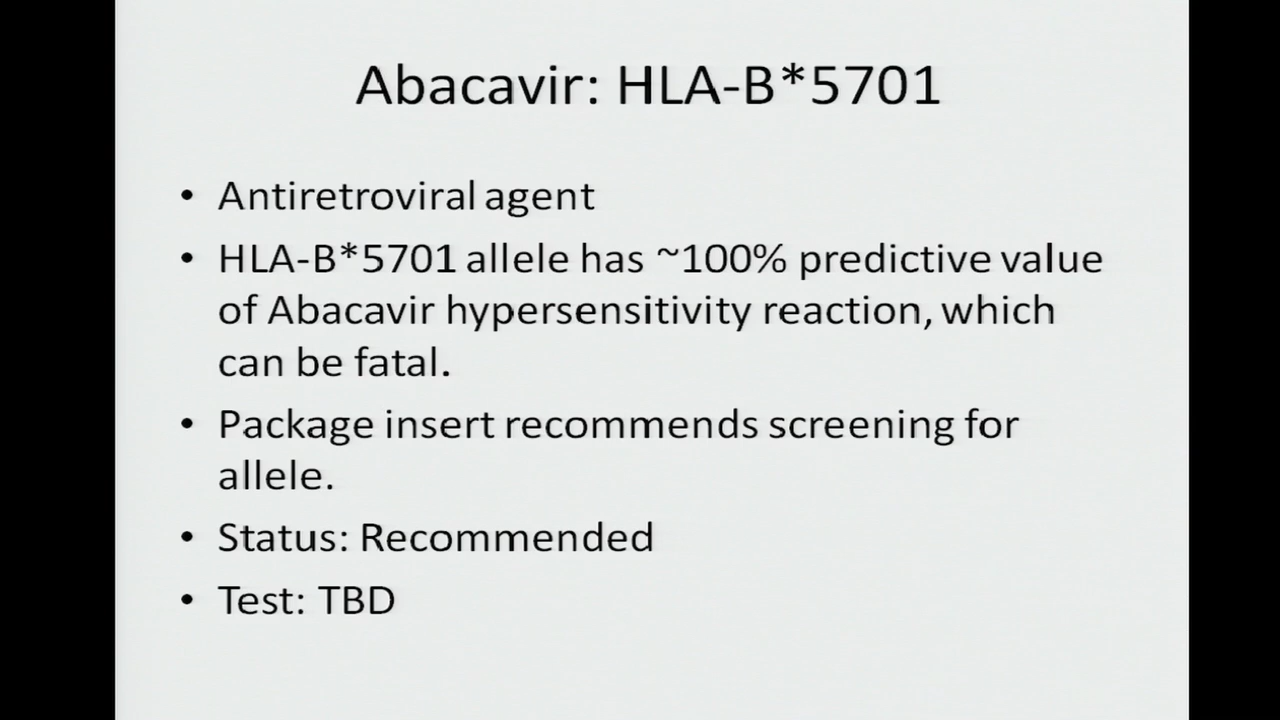 Abacavir: HLA-B*5701
• Antiretroviral agent
• HLA-B*5701 allele has ~100% predictive value
of Abacavir hypersensitivity reaction, which
can be fatal.
• Package insert recommends screening for
allele.
• Status: Recommended
• Test: TBD